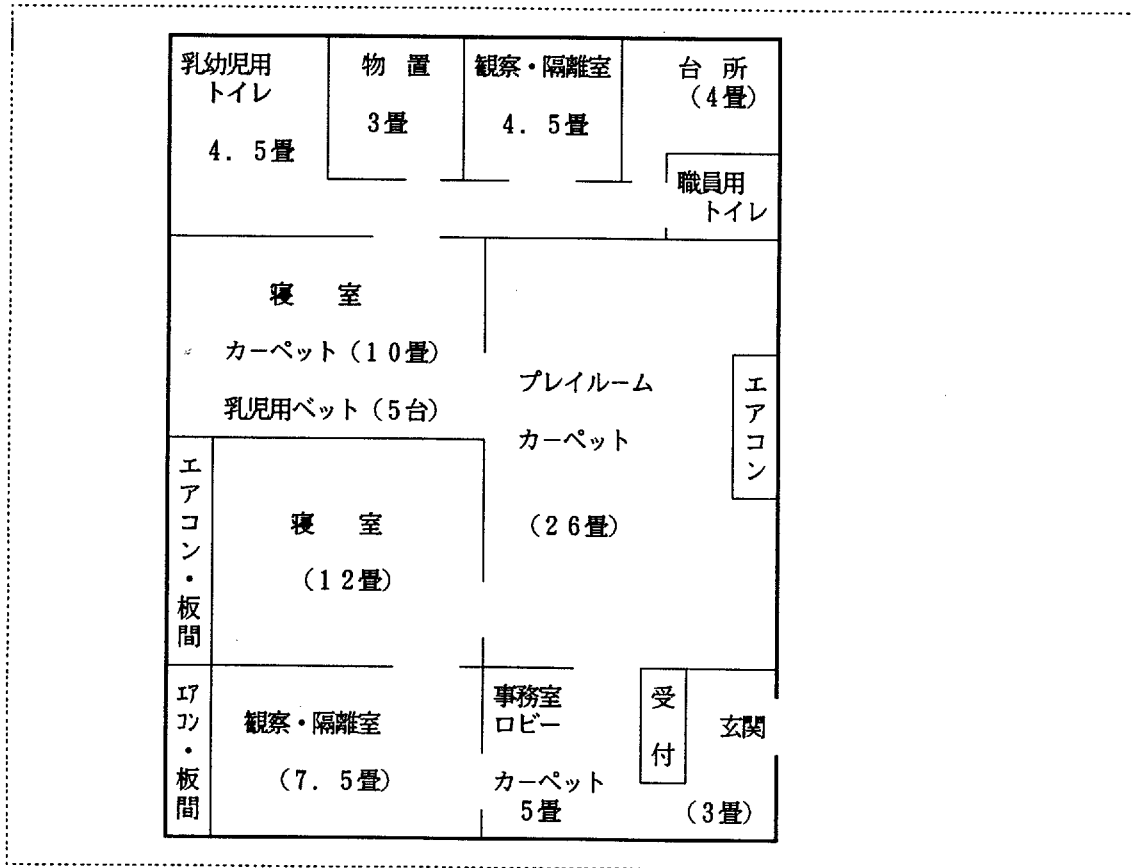 乳幼児用
トイレ
4.5畳
物 置
3畳
観察・隔離室
4.5畳
台 所
(4畳)
職員用
トイレ
寝 室
カーペット(10畳)
乳児用ベット(5台)
プレイルーム
カーペット
(26畳)
エアコン
エアコン・板間
寝 室
(12畳)
エアコン・板間
観察・隔離室
(7.5畳)
事務室
ロビー
カーペット
5畳
受付
玄関
(3畳)